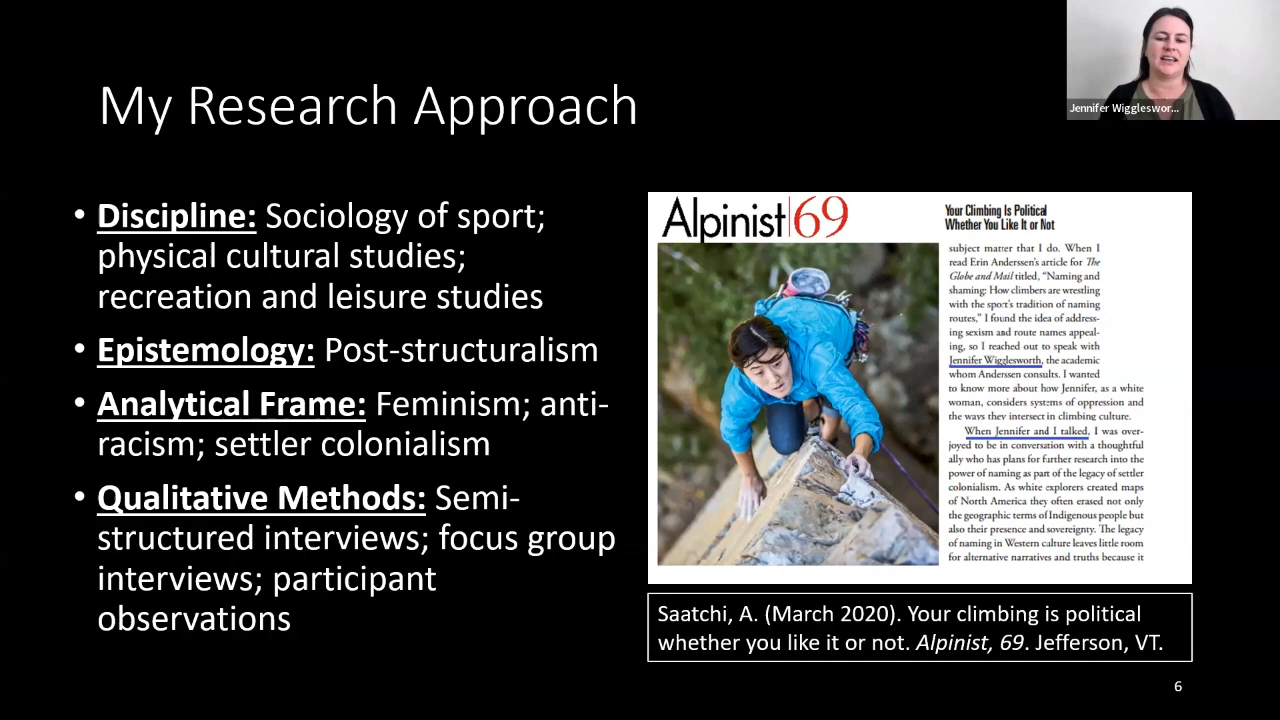 Jennifer Wiggleswor...
My Research Approach
• Discipline: Sociology of sport;
physical cultural studies;
recreation and leisure studies
• Epistemology: Post-structuralism
• Analytical Frame: Feminism; anti-
racism; settler colonialism
• Qualitative Methods: Semi-
structured interviews; focus group
interviews; participant
observations
Alpinist|69
Your Climbing Is Political
Whether You Like It or Not
subject matter that I do. When I
read Erin Anderssen's article for The
Globe and Mail titled, "Naming and
shaming: How climbers are wrestling
with the sport's tradition of naming
routes," I found the idea of address-
ing sexism and route names appeal-
ing, so I reached out to speak with
Jennifer Wigglesworth, the academic
whom Anderssen consults. I wanted
to know more about how Jennifer, as a white
woman, considers systems of oppression and
the ways they intersect in climbing culture.
When Jennifer and I talked, I was over-
joyed to be in conversation with a thoughtful
ally who has plans for further research into the
power of naming as part of the legacy of settler
colonialism. As white explorers created maps
of North America they often erased not only
the geographic terms of Indigenous people but
also their presence and sovereignty. The legacy
of naming in Western culture leaves little room
for alternative narratives and truths because it
Saatchi, A. (March 2020). Your climbing is political
whether you like it or not. Alpinist, 69. Jefferson, VT.
6